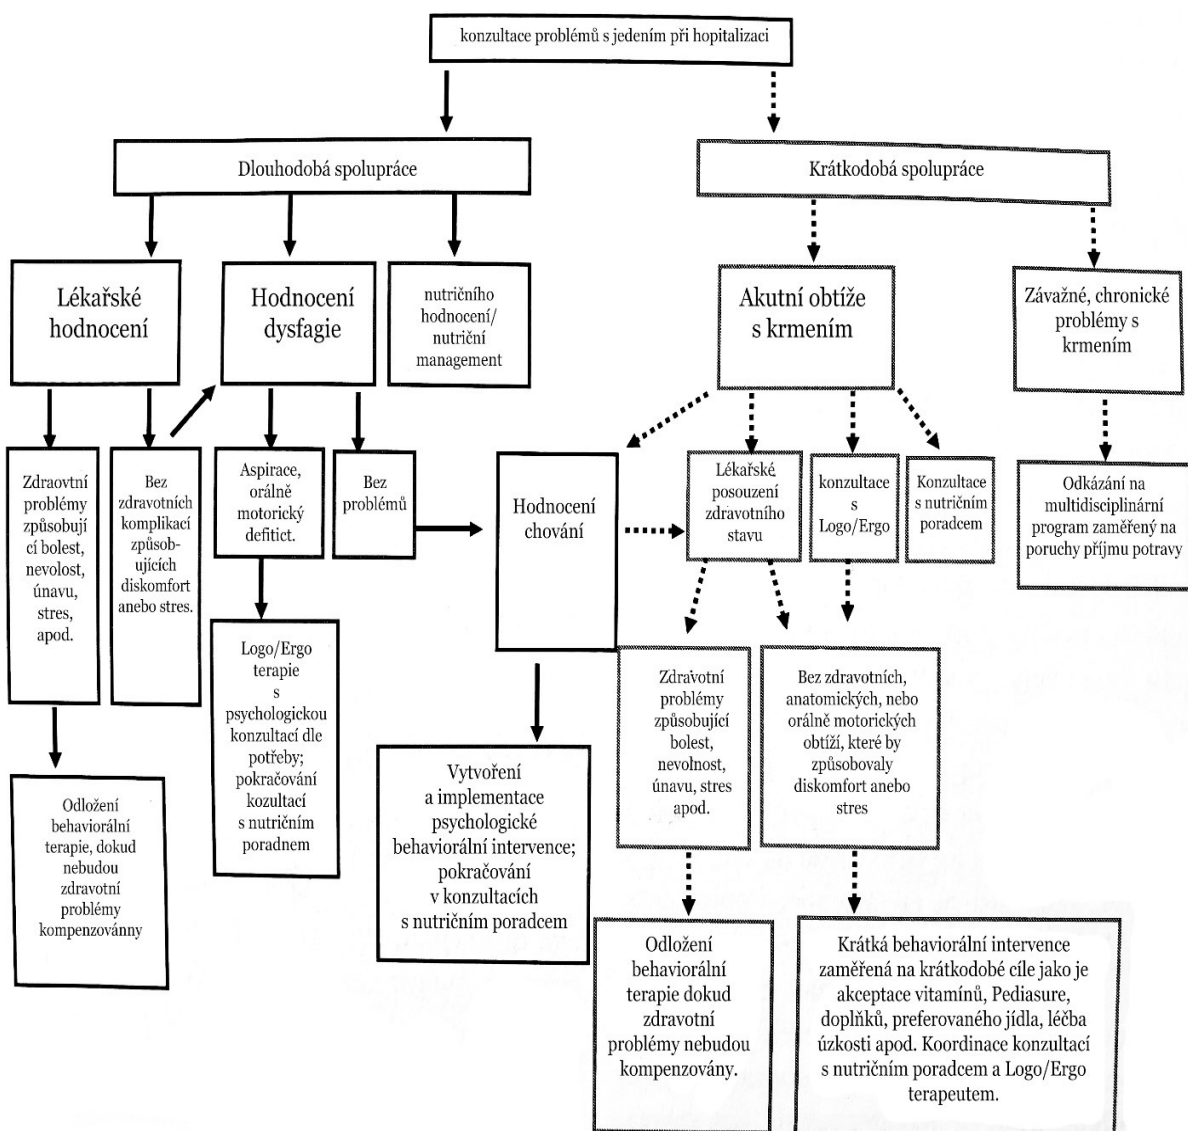 konzultace problémů s jedením při hopitalizaci
Dlouhodobá spolupráce
Krátkodobá spolupráce
Lékařské
hodnocení
Hodnocení
dysfagie
nutričního
hodnocení/
nutriční
management
Akutní obtíže
s krmením
Závažné, chronické
problémy s
krmením
Zdraovtní
problémy
způsobují
cí bolest,
nevolost,
únavu,
stres,
apod.
Bez
zdravotních
komplikací
způsob-
ujících
diskomfort
anebo stres.
Aspirace,
orálně
motorický
defitict.
Bez
problémů
Hodnocení
chování
Lékařské
posouzení
zdravotního
stavu
konzultace
s
Logo/Ergo
Konzultace
s nutričním
poradcem
Odkázání na
multidisciplinární
program zaměřený na
poruchy příjmu potravy
Logo/Ergo
terapie
s
psychologickou
konzultací dle
potřeby;
pokračování
kozultací
s nutričním
poradnem
Zdravotní
problémy
způsobující
bolest,
nevolnost,
únavu, stres
apod.
Bez zdravotních,
anatomických, nebo
orálně motorických
obtíží, které by
způsobovaly
diskomfort anebo
stres
Odložení
behaviorální
terapie, dokud
nebudou
zdravotní
problémy
kompenzovánny
Vytvoření
a implementace
psychologické
behaviorální intervence;
pokračování
v konzultacích
s nutričním poradcem
Odložení
behaviorální
terapie dokud
zdravotní
problémy nebudou
kompenzovány.
Krátká behaviorální intervence
zaměřená na krátkodobé cíle jako je
akceptace vitamínů, Pediasure,
doplňků, preferovaného jídla, léčba
úzkosti apod. Koordinace konzultací
s nutričním poradcem a Logo/Ergo
terapeutem.